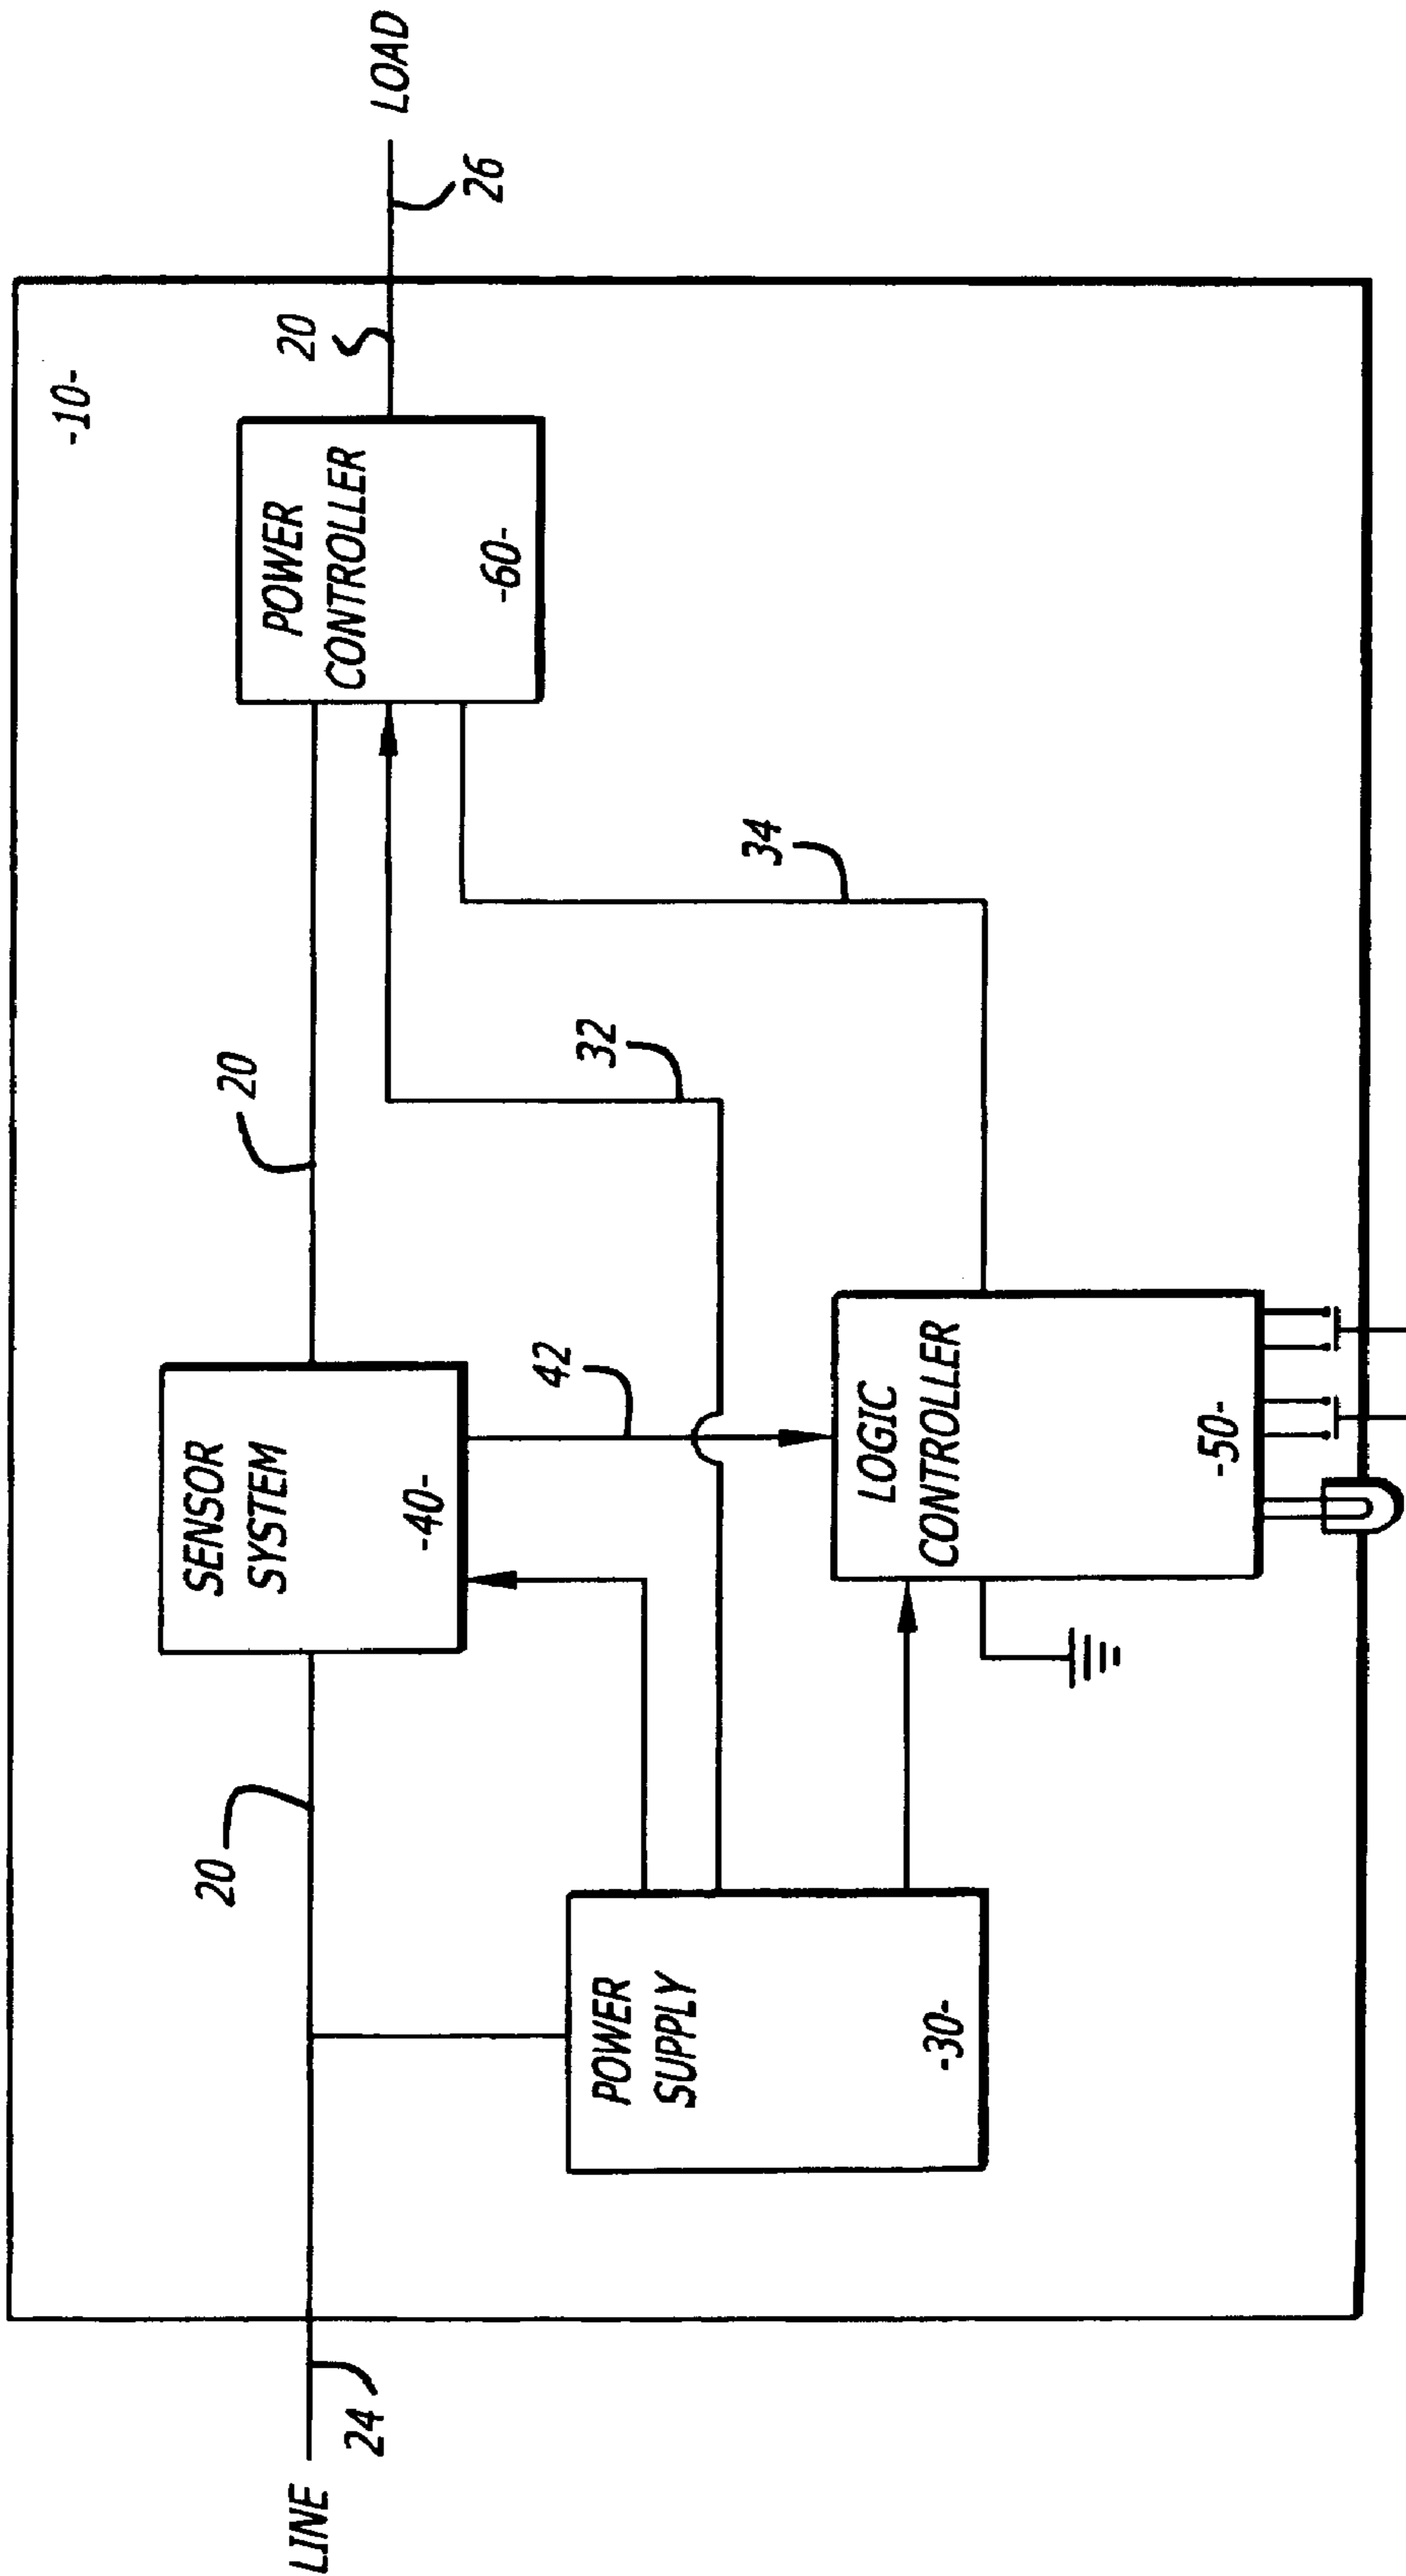 -10-
LINE
24
20
SENSOR
SYSTEM
-40-
20
POWER
CONTROLLER
-60-
20
26
LOAD
POWER
SUPPLY
-30-
42
32
34
LOGIC
CONTROLLER
-50-